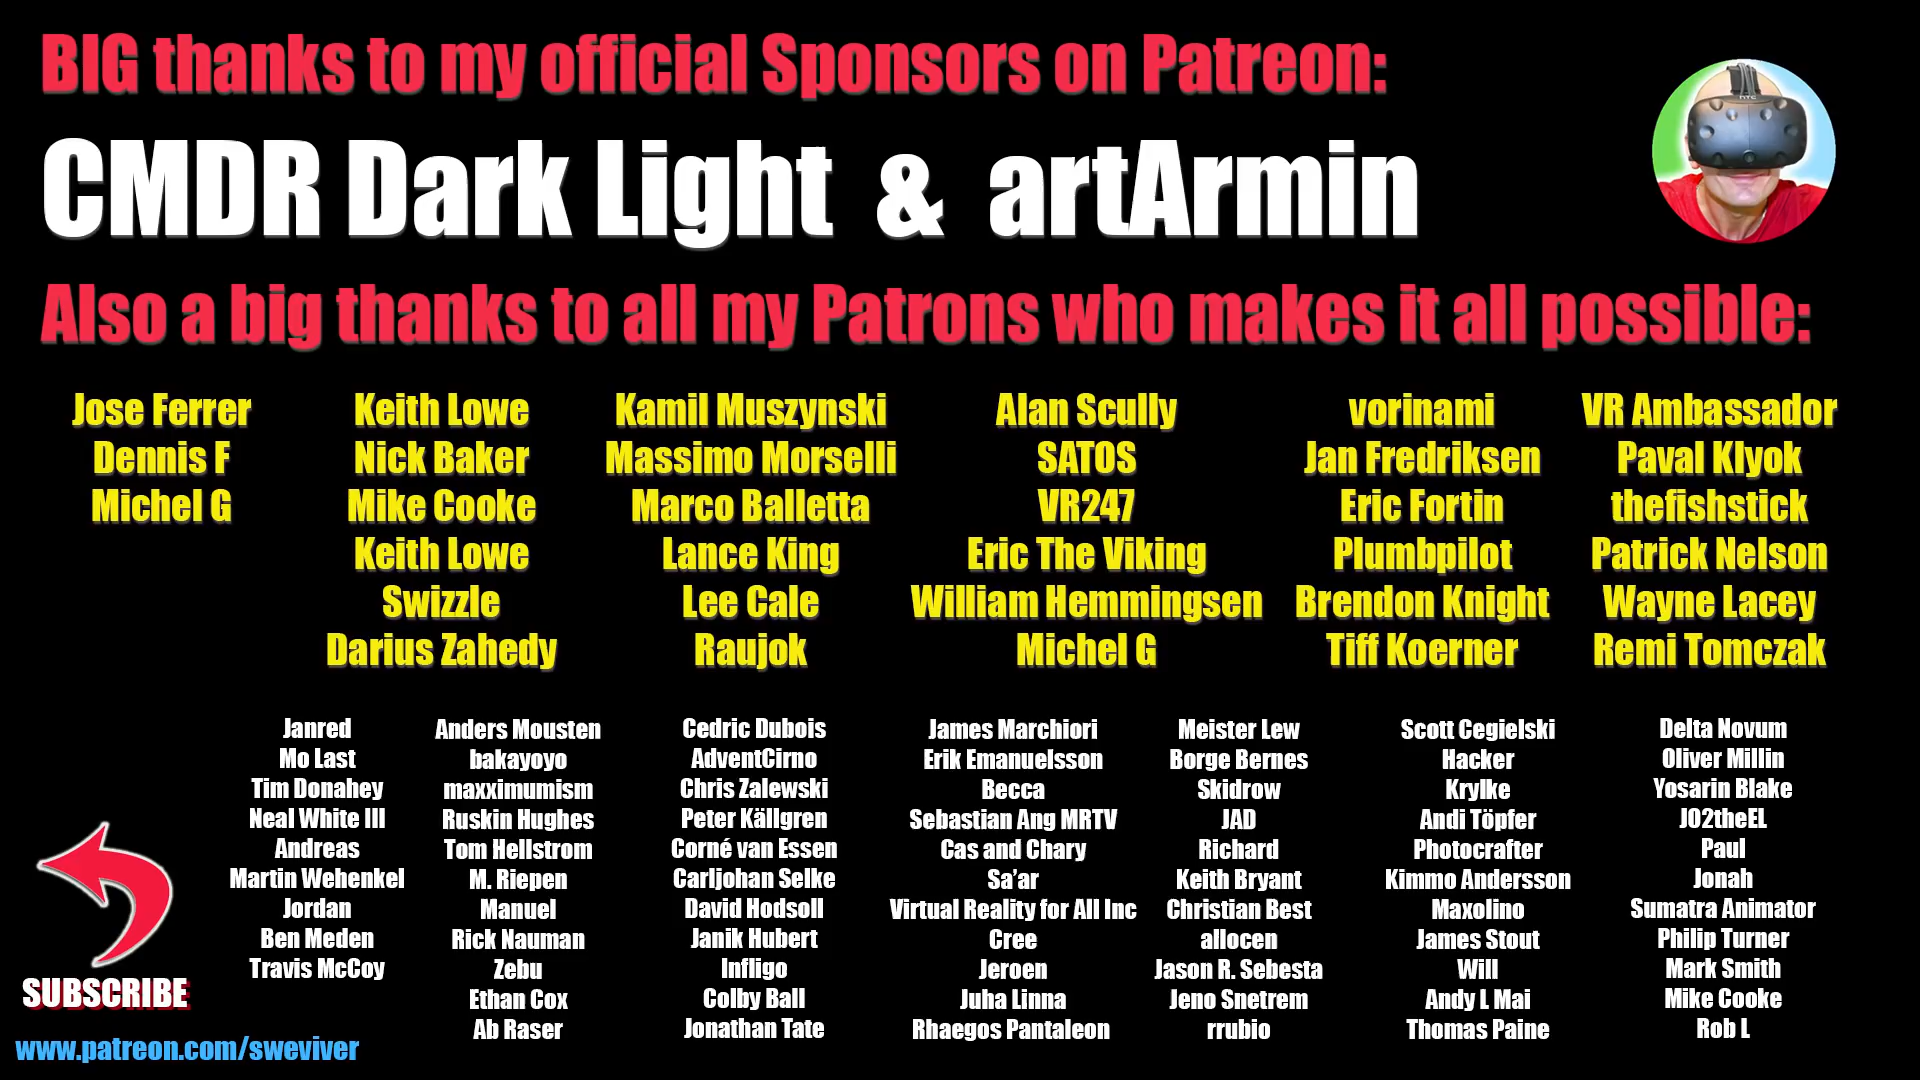 BIG thanks to my official Sponsors on Patreon:
HTC
CMDR Dark Light & artArmin
Also a big thanks to all my Patrons who makes it all possible:
Jose Ferrer
Dennis F
Michel G
Keith Lowe
Nick Baker
Mike Cooke
Keith Lowe
Swizzle
Darius Zahedy
Kamil Muszynski
Massimo Morselli
Marco Balletta
Lance King
Lee Cale
Raujok
Alan Scully
SATOS
VR247
Eric The Viking
William Hemmingsen
Michel G
vorinami
Jan Fredriksen
Eric Fortin
Plumbpilot
Brendon Knight
Tiff Koerner
VR Ambassador
Paval Klyok
thefishstick
Patrick Nelson
Wayne Lacey
Remi Tomczak
Janred
Mo Last
Tim Donahey
Neal White III
Andreas
Martin Wehenkel
Jordan
Ben Meden
Travis McCoy
Anders Mousten
bakayoyo
maxximumism
Ruskin Hughes
Tom Hellstrom
M. Riepen
Manuel
Rick Nauman
Zebu
Ethan Cox
Ab Raser
Cedric Dubois
AdventCirno
Chris Zalewski
Peter Källgren
Corné van Essen
Carljohan Selke
David Hodsoll
Janik Hubert
Infligo
Colby Ball
Jonathan Tate
James Marchiori
Erik Emanuelsson
Becca
Sebastian Ang MRTV
Cas and Chary
Sa’ar
Virtual Reality for All Inc
Cree
Jeroen
Juha Linna
Rhaegos Pantaleon
Meister Lew
Borge Bernes
Skidrow
JAD
Richard
Keith Bryant
Christian Best
allocen
Jason R. Sebesta
Jeno Snetrem
rrubio
Scott Cegielski
Hacker
Krylke
Andi Töpfer
Photocrafter
Kimmo Andersson
Maxolino
James Stout
Will
Andy L Mai
Thomas Paine
Delta Novum
Oliver Millin
Yosarin Blake
JO2theEL
Paul
Jonah
Sumatra Animator
Philip Turner
Mark Smith
Mike Cooke
Rob L
SUBSCRIBE
www.patreon.com/sweviver